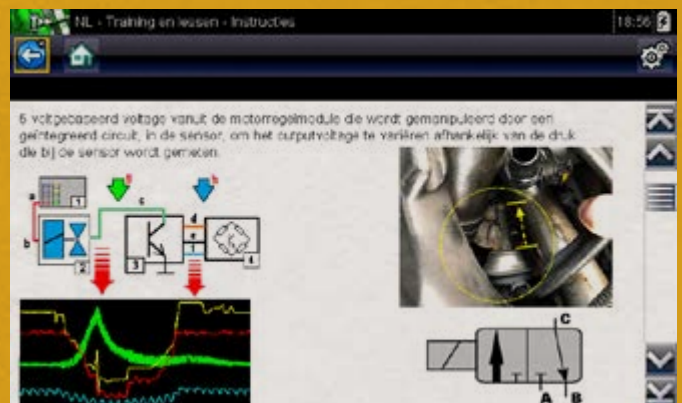 NL - Training en lessen - Instructies
18:56
5 voltgebaseerd voltage vanuit de motorregelmodule die wordt gemanipuleerd door een
geïntegreerd circuit, in de sensor, om het outputvoltage te variëren afhankelijk van de druk
die bij de sensor wordt gemeten.
a
1
b
2
c
3
d
e
f
4
g
h
C
A
B